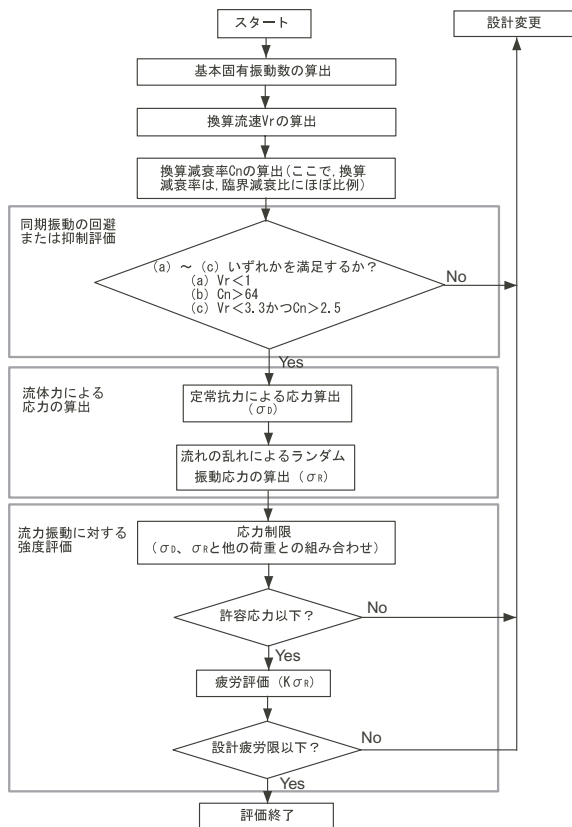 スタート
設計変更
基本固有振動数の算出
換算流速Vrの算出
換算減衰率Cnの算出(ここで,換算
減衰率は,臨界減衰比にほぼ比例)
同期振動の回避
または抑制評価
(a) ～ (c) いずれかを満足するか？
(a) Vr＜1
(b) Cn＞64
(c) Vr＜3.3かつCn＞2.5
No
Yes
流体力による
応力の算出
定常抗力による応力算出
(σD)
流れの乱れによるランダム
振動応力の算出 (σR)
流力振動に対する
強度評価
応力制限
(σD、σRと他の荷重との組み合わせ)
許容応力以下？
No
Yes
疲労評価 (KσR)
設計疲労限以下？
No
Yes
評価終了